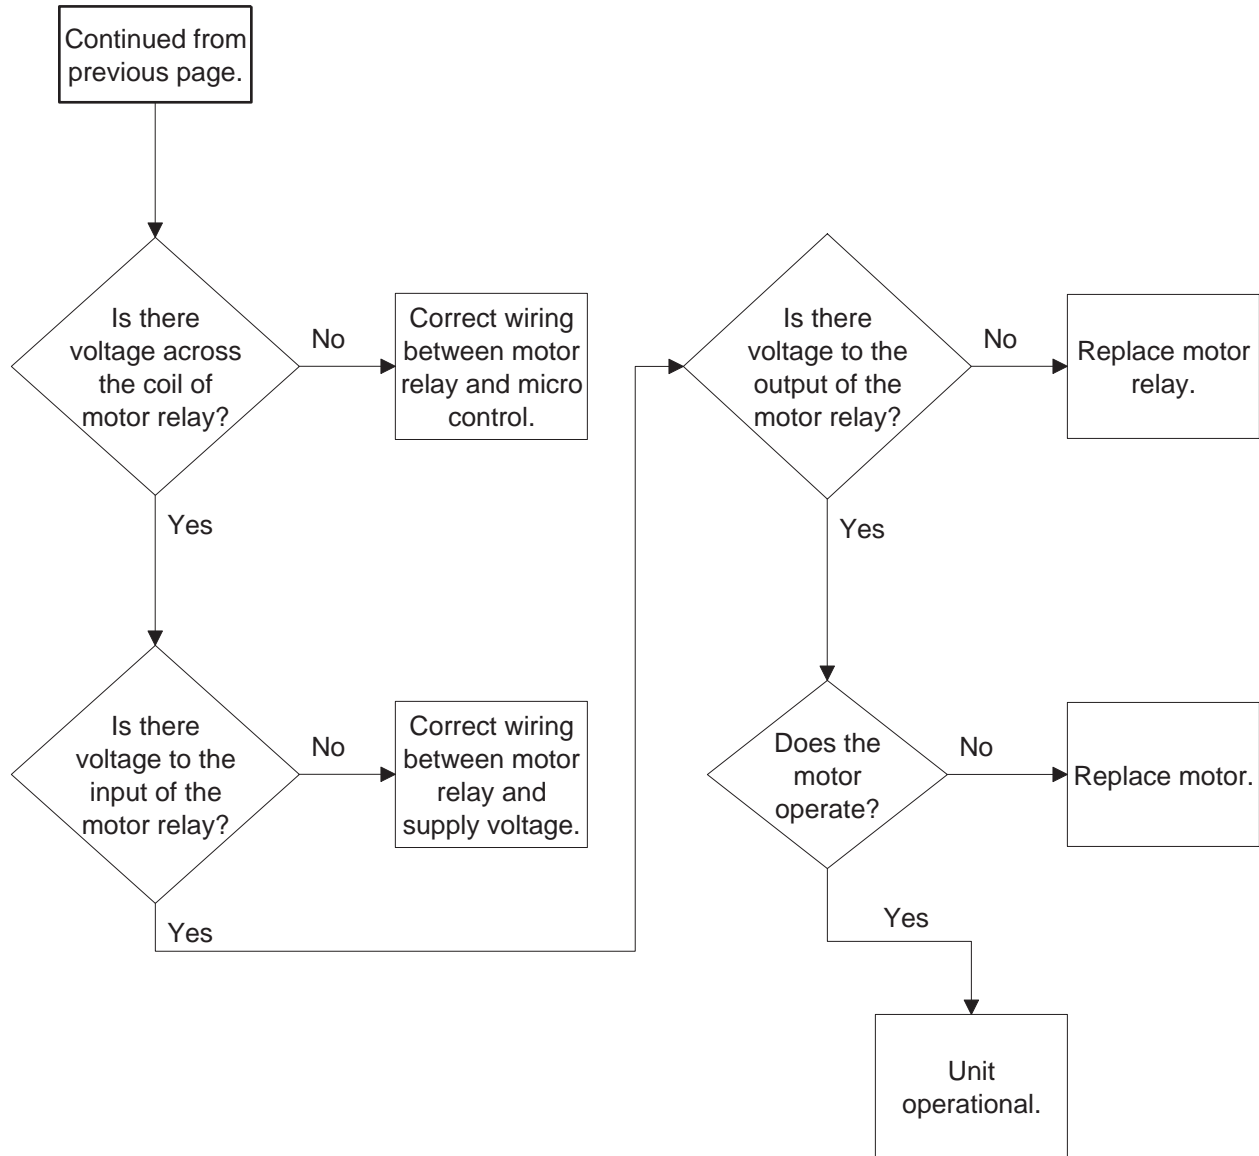 Continued from
previous page.
Is there
voltage across
the coil of
motor relay?
No
Correct wiring
between motor
relay and micro
control.
Yes
Is there
voltage to the
input of the
motor relay?
No
Correct wiring
between motor
relay and
supply voltage.
Yes
Is there
voltage to the
output of the
motor relay?
No
Replace motor
relay.
Yes
Does the
motor
operate?
No
Replace motor.
Yes
Unit
operational.